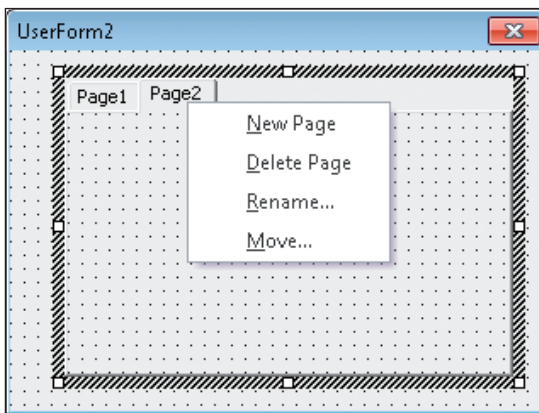 UserForm2
Page1 Page2
New Page
Delete Page
Rename...
Move...